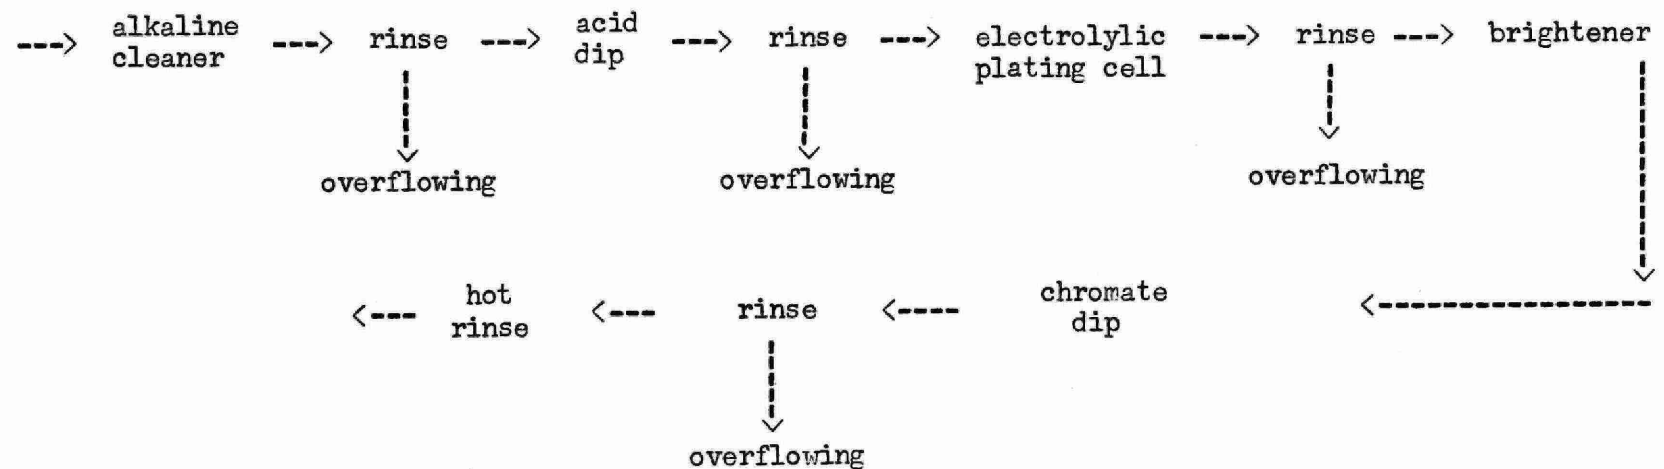 ---> alkaline cleaner ---> rinse ---> acid dip ---> rinse ---> electrolylic plating cell ---> rinse ---> brightener
overflowing overflowing overflowing
<--- hot rinse <--- rinse <---- chromate dip <-----------------
overflowing